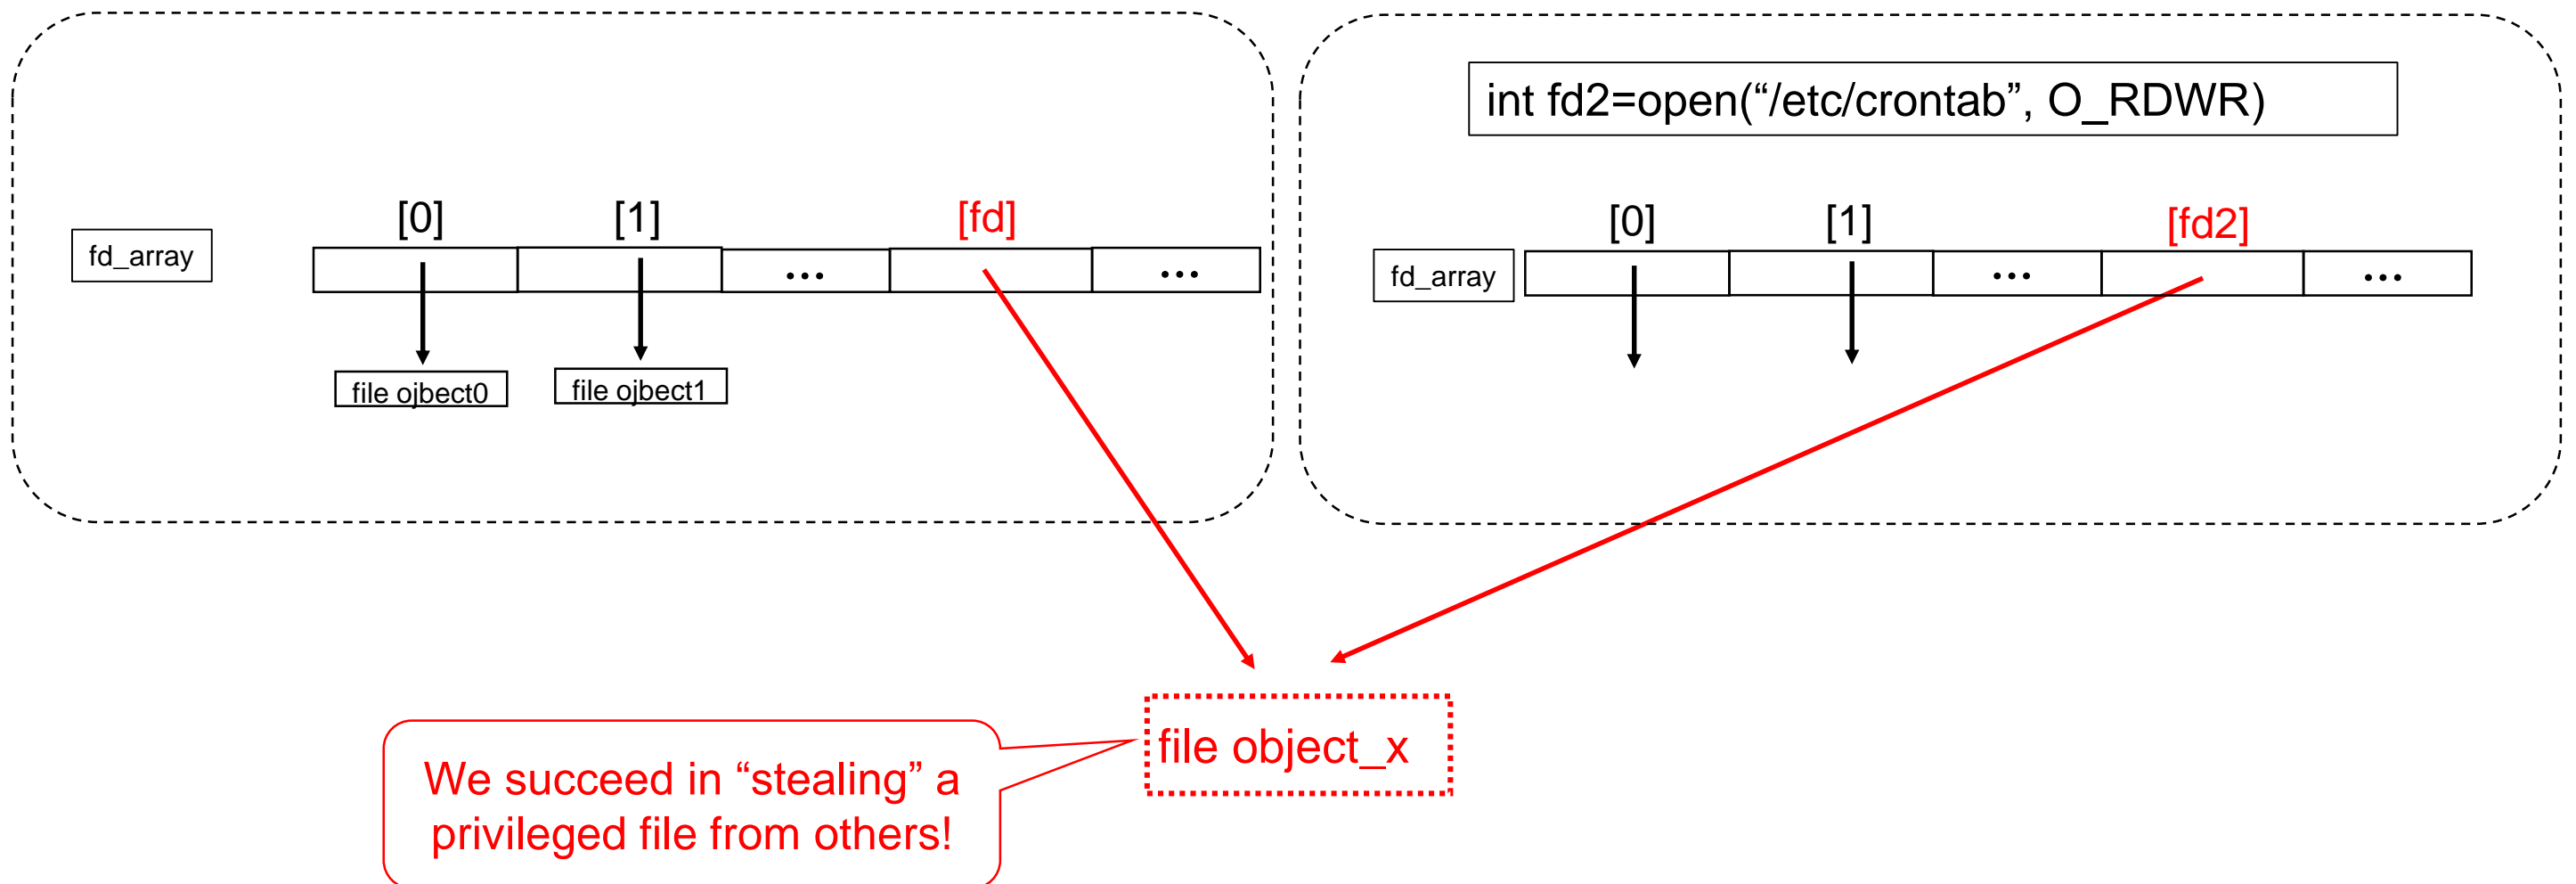 int fd2=open(“/etc/crontab”, O_RDWR)
[0] [1] [fd]
fd_array ... ...
file ojbect0 file ojbect1
[0] [1] [fd2]
fd_array ... ...
file object_x
We succeed in “stealing” a
privileged file from others!